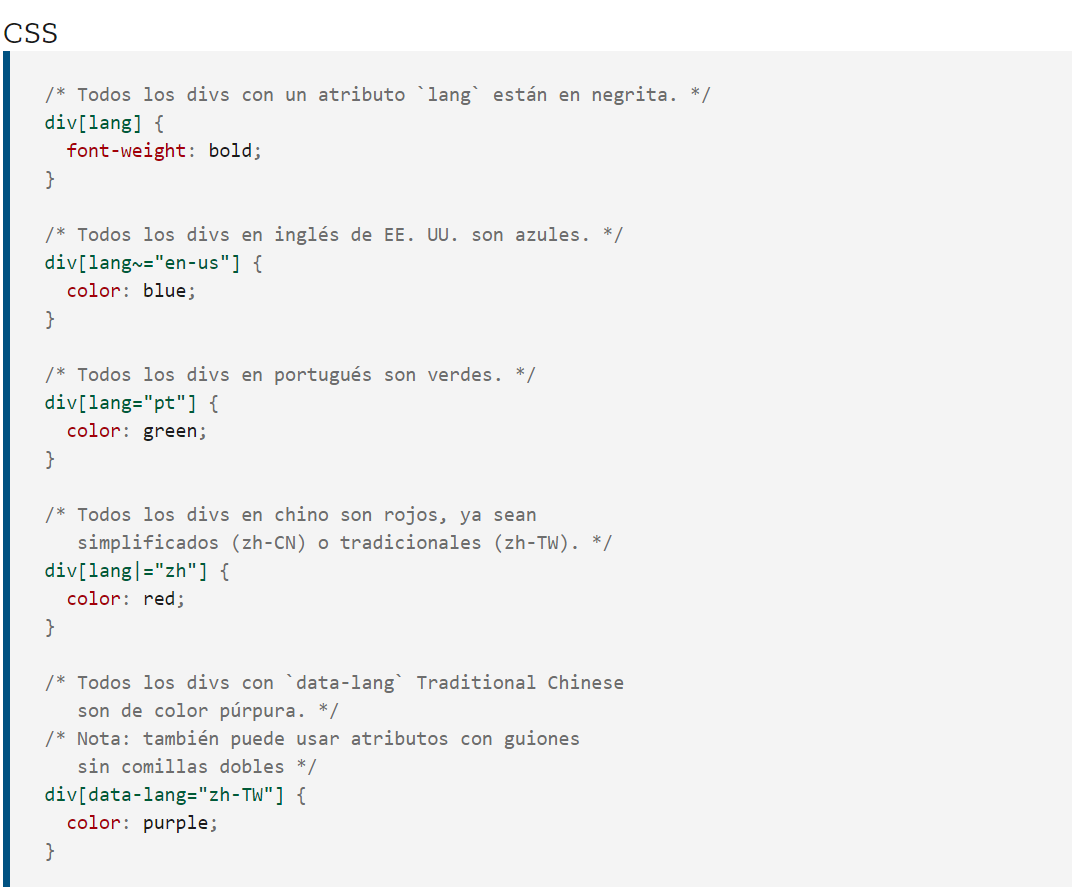 CSS
/* Todos los divs con un atributo `lang` están en negrita. */
div[lang] {
  font-weight: bold;
}

/* Todos los divs en inglés de EE. UU. son azules. */
div[lang~="en-us"] {
  color: blue;
}

/* Todos los divs en portugués son verdes. */
div[lang="pt"] {
  color: green;
}

/* Todos los divs en chino son rojos, ya sean
   simplificados (zh-CN) o tradicionales (zh-TW). */
div[lang|="zh"] {
  color: red;
}

/* Todos los divs con `data-lang` Traditional Chinese
   son de color púrpura. */
/* Nota: también puede usar atributos con guiones
   sin comillas dobles */
div[data-lang="zh-TW"] {
  color: purple;
}